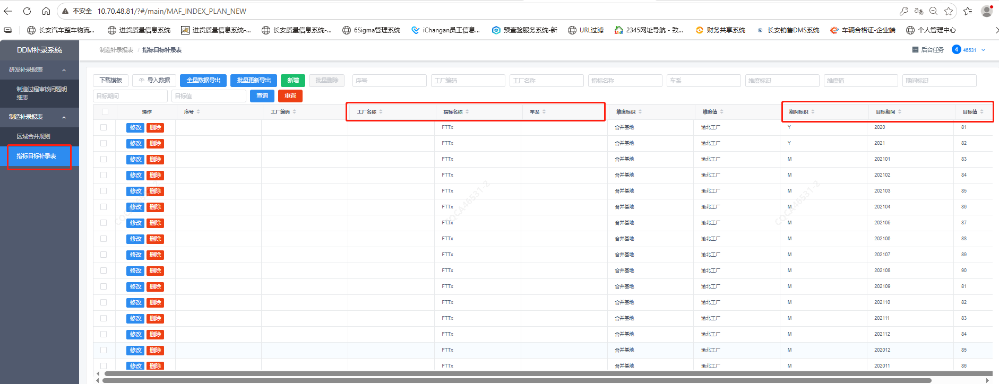 不安全 10.70.48.81/?#/main/MAF_INDEX_PLAN_NEW
长安汽车整车物流... 进货质量信息系统 进货质量信息系统-... 长安质量信息系统-... 6Sigma管理系统 iChangan员工信息... 预查验服务系统-新 URL过滤 2345网址导航 - 致... 财务共享系统 长安销售DMS系统 车辆合格证-企业端 个人管理中心
DDM补录系统 制造补录报表 / 指标目标补录表 后台任务 4 46531
研发补录报表
制造过程审核问题明
细表
制造补录报表
区域合并规则
指标目标补录表
下载模板 导入数据 全量数据导出 批量更新导出 新增 批量删除 序号 工厂编码 工厂名称 指标名称 车系 维度标识 维度值 期间标识
目标期间 目标值 查询 重置
操作 序号 工厂编码 工厂名称 指标名称 车系 维度标识 维度值 期间标识 目标期间 目标值
修改 删除 FTTx 合并基地 渝北工厂 Y 2020 81
修改 删除 FTTx 合并基地 渝北工厂 Y 2021 82
修改 删除 FTTx 合并基地 渝北工厂 M 202101 83
修改 删除 FTTx 合并基地 渝北工厂 M 202102 84
修改 删除 FTTx 合并基地 渝北工厂 M 202103 85
修改 删除 FTTx 合并基地 渝北工厂 M 202104 86
修改 删除 FTTx 合并基地 渝北工厂 M 202105 87
修改 删除 FTTx 合并基地 渝北工厂 M 202106 88
修改 删除 FTTx 合并基地 渝北工厂 M 202107 89
修改 删除 FTTx 合并基地 渝北工厂 M 202108 90
修改 删除 FTTx 合并基地 渝北工厂 M 202109 81
修改 删除 FTTx 合并基地 渝北工厂 M 202110 82
修改 删除 FTTx 合并基地 渝北工厂 M 202111 83
修改 删除 FTTx 合并基地 渝北工厂 M 202112 84
修改 删除 FTTx 合并基地 渝北工厂 M 202012 85
修改 删除 FTTx 合并基地 渝北工厂 M 202011 86
CQCA46531-2
CQCA46531-2
CQCA46531-2